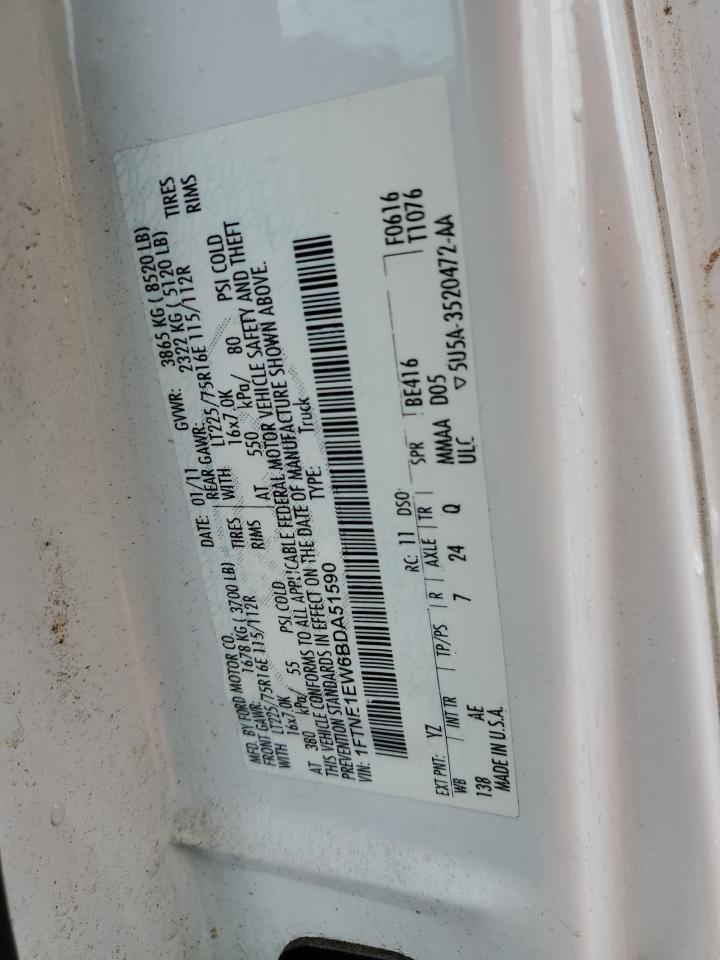 MFD. BY FORD MOTOR CO.
DATE: 01/11 GVWR: 3865 KG ( 8520 LB)
FRONT GAWR: 1678 KG ( 3700 LB) REAR GAWR: 2322 KG ( 5120 LB)
WITH LT225/75R16E 115/112R TIRES WITH LT225/75R16E 115/112R TIRES
16x7.0K RIMS 16x7.0K RIMS
AT 380 kPa/ 55 PSI COLD AT 550 kPa/ 80 PSI COLD
THIS VEHICLE CONFORMS TO ALL APPLICABLE FEDERAL MOTOR VEHICLE SAFETY AND THEFT
PREVENTION STANDARDS IN EFFECT ON THE DATE OF MANUFACTURE SHOWN ABOVE.
VIN: 1FTNE1EW6BDA51590 TYPE: Truck
F0616
T1076
EXT PNT: YZ RC: 11 DSO: BE416
WB INT TR TP/PS R AXLE TR SPR
138 AE 7 24 Q MMAA D05
ULC
MADE IN U.S.A. ▽5U5A-3520472-AA